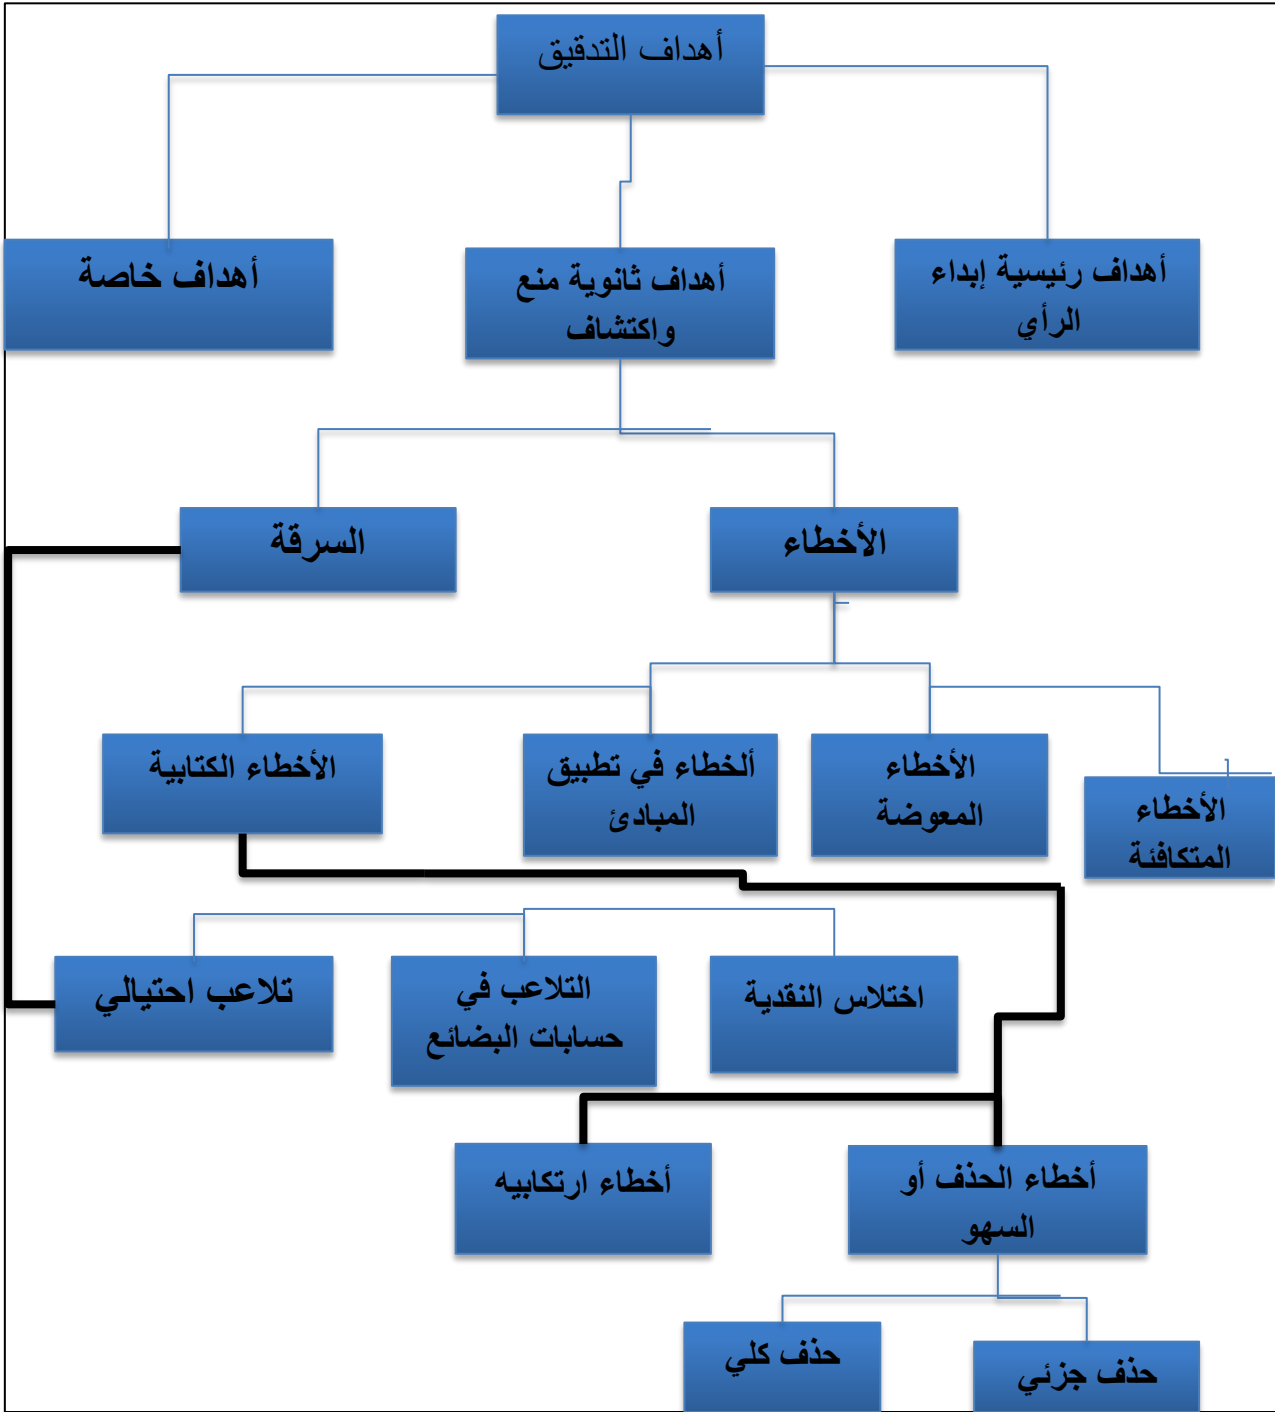 أهداف التدقيق
أهداف رئيسية إبداء
الرأي
أهداف ثانوية منع
واكتشاف
أهداف خاصة
الأخطاء
السرقة
الأخطاء
المتكافئة
الأخطاء
المعوضة
ألخطاء في تطبيق
المبادئ
الأخطاء الكتابية
اختلاس النقدية
التلاعب في
حسابات البضائع
تلاعب احتيالي
أخطاء الحذف أو
السهو
أخطاء ارتكابيه
حذف جزئي
حذف كلي